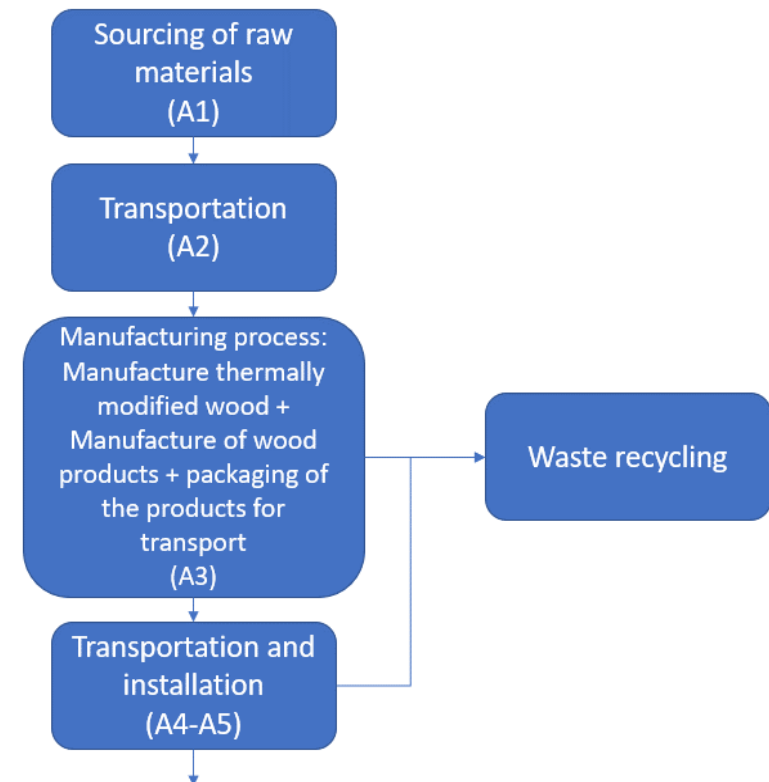 Sourcing of raw
materials
(A1)
Transportation
(A2)
Manufacturing process:
Manufacture thermally
modified wood +
Manufacture of wood
products + packaging of
the products for
transport
(A3)
Waste recycling
Transportation and
installation
(A4-A5)